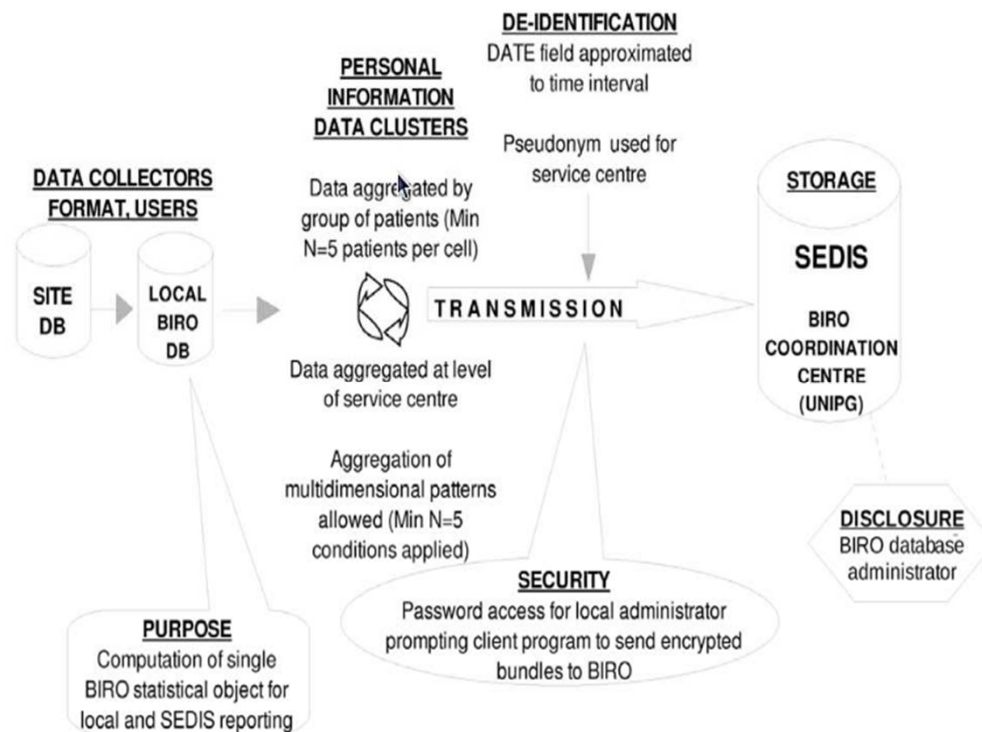 DE-IDENTIFICATION
DATE field approximated
to time interval
Pseudonym used for
service centre
PERSONAL
INFORMATION
DATA CLUSTERS
Data aggregated by
group of patients (Min
N=5 patients per cell)
DATA COLLECTORS
FORMAT, USERS
SITE
DB
LOCAL
BIRO
DB
TRANSMISSION
STORAGE
SEDIS
BIRO
COORDINATION
CENTRE
(UNIPG)
Data aggregated at level
of service centre
Aggregation of
multidimensional patterns
allowed (Min N=5
conditions applied)
DISCLOSURE
BIRO database
administrator
SECURITY
Password access for local administrator
prompting client program to send encrypted
bundles to BIRO
PURPOSE
Computation of single
BIRO statistical object for
local and SEDIS reporting